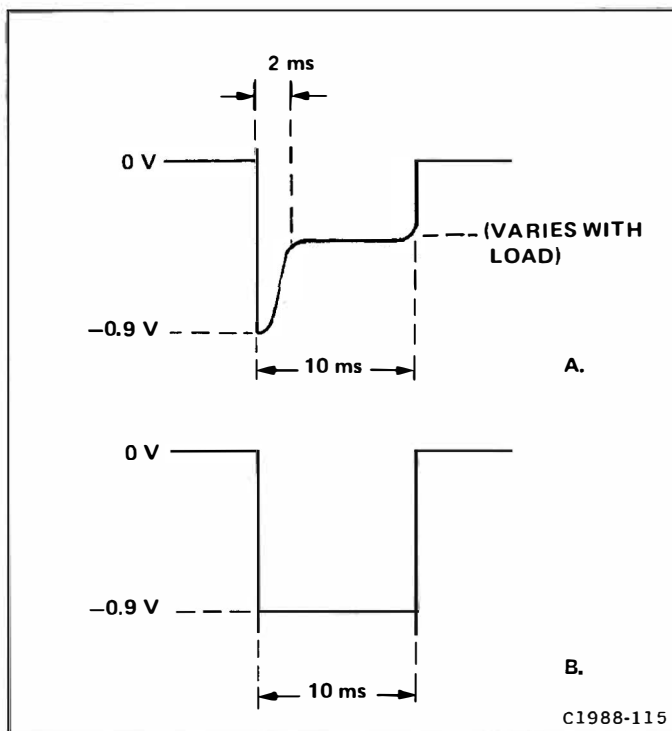 2 ms
0 V
(VARIES WITH
LOAD)
−0.9 V
10 ms
A.
0 V
−0.9 V
10 ms
B.
C1988-115